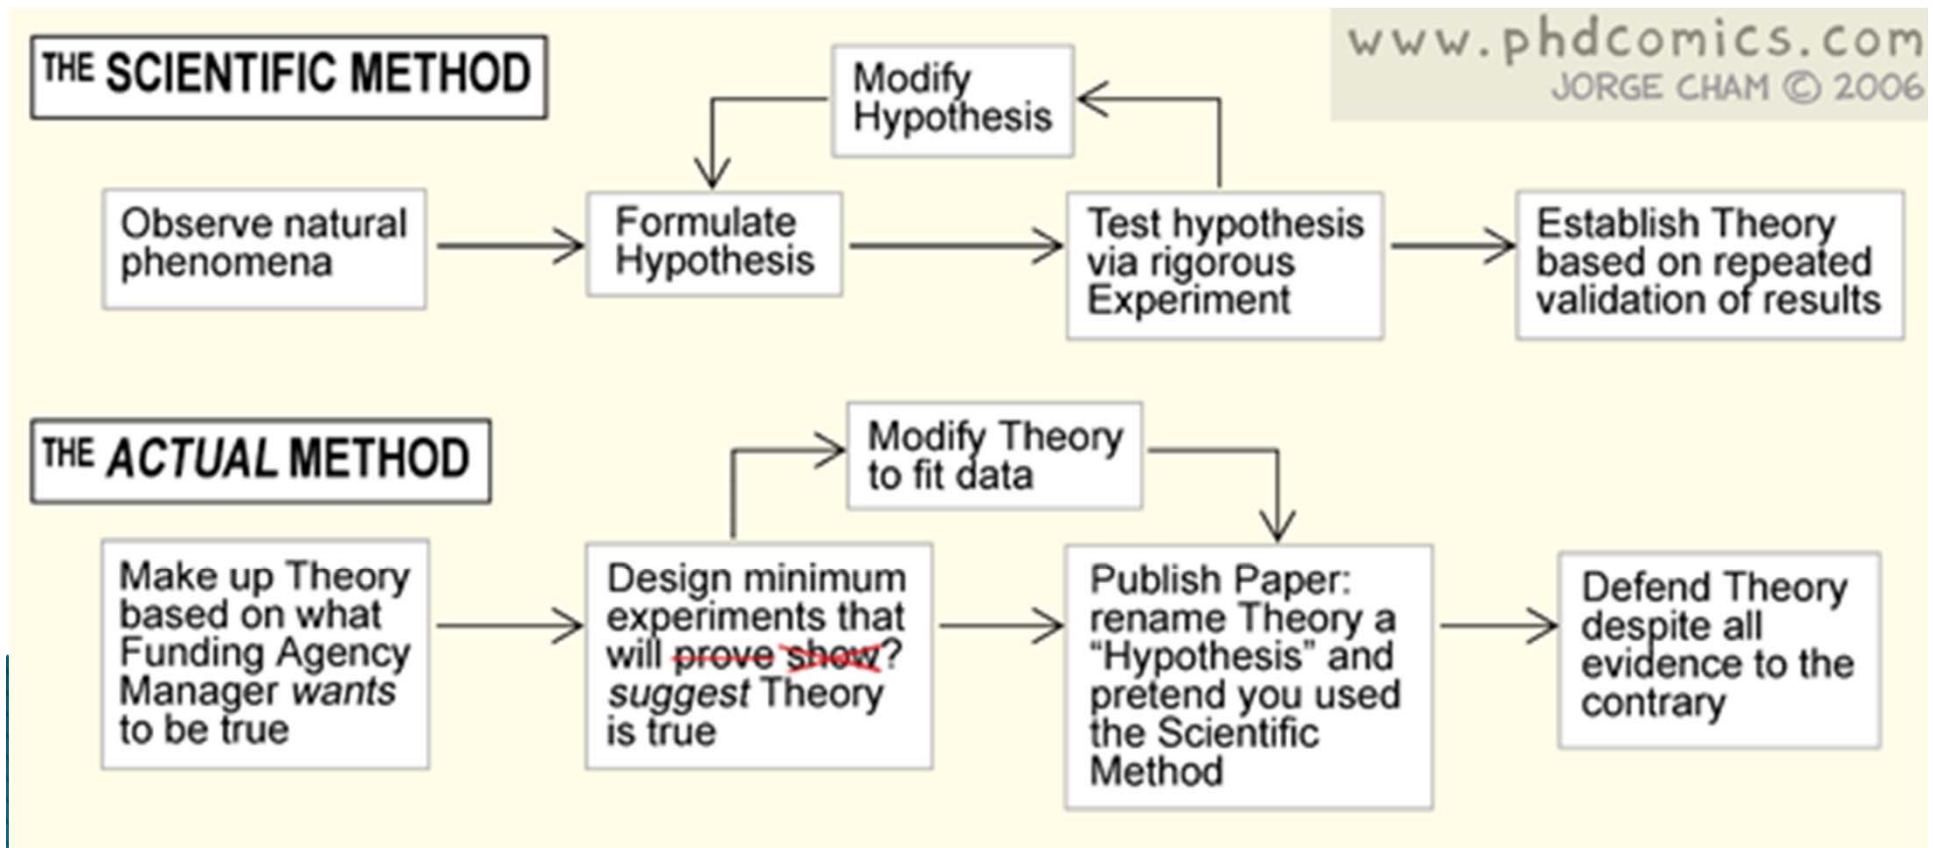 THE SCIENTIFIC METHOD
www.phdcomics.com
JORGE CHAM © 2006
Modify
Hypothesis
Observe natural
phenomena
Formulate
Hypothesis
Test hypothesis
via rigorous
Experiment
Establish Theory
based on repeated
validation of results
THE ACTUAL METHOD
Modify Theory
to fit data
Make up Theory
based on what
Funding Agency
Manager wants
to be true
Design minimum
experiments that
will prove show?
suggest Theory
is true
Publish Paper:
rename Theory a
“Hypothesis” and
pretend you used
the Scientific
Method
Defend Theory
despite all
evidence to the
contrary